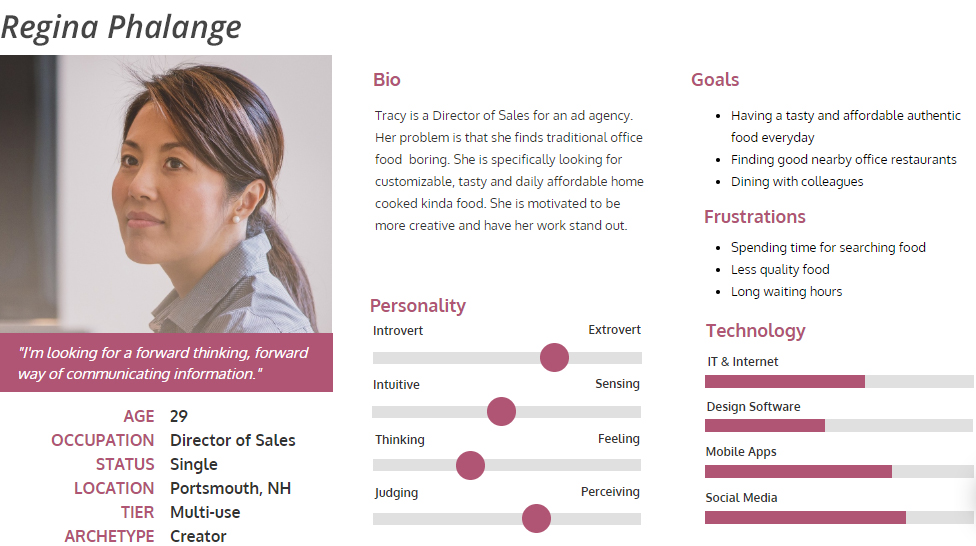 Regina Phalange
"I'm looking for a forward thinking, forward
way of communicating information."
AGE 29
OCCUPATION Director of Sales
STATUS Single
LOCATION Portsmouth, NH
TIER Multi-use
ARCHETYPE Creator
Bio
Tracy is a Director of Sales for an ad agency.
Her problem is that she finds traditional office
food boring. She is specifically looking for
customizable, tasty and daily affordable home
cooked kinda food. She is motivated to be
more creative and have her work stand out.
Personality
Introvert Extrovert
Intuitive Sensing
Thinking Feeling
Judging Perceiving
Goals
• Having a tasty and affordable authentic
food everyday
• Finding good nearby office restaurants
• Dining with colleagues
Frustrations
• Spending time for searching food
• Less quality food
• Long waiting hours
Technology
IT & Internet
Design Software
Mobile Apps
Social Media